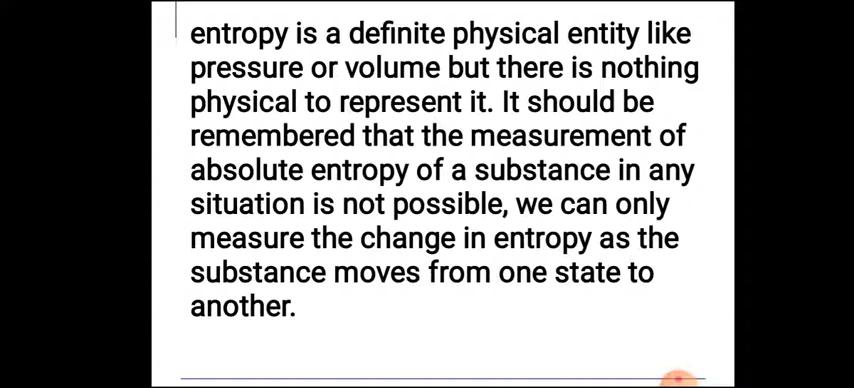 entropy is a definite physical entity like
pressure or volume but there is nothing
physical to represent it. It should be
remembered that the measurement of
absolute entropy of a substance in any
situation is not possible, we can only
measure the change in entropy as the
substance moves from one state to
another.